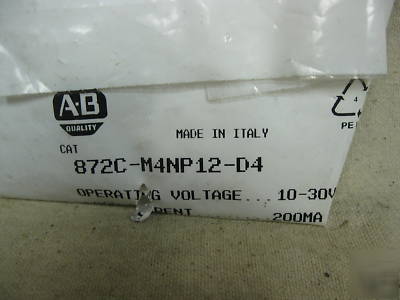 A-B
QUALITY
MADE IN ITALY
4
PE
CAT
872C-M4NP12-D4
OPERATING VOLTAGE... 10-30V
200MA